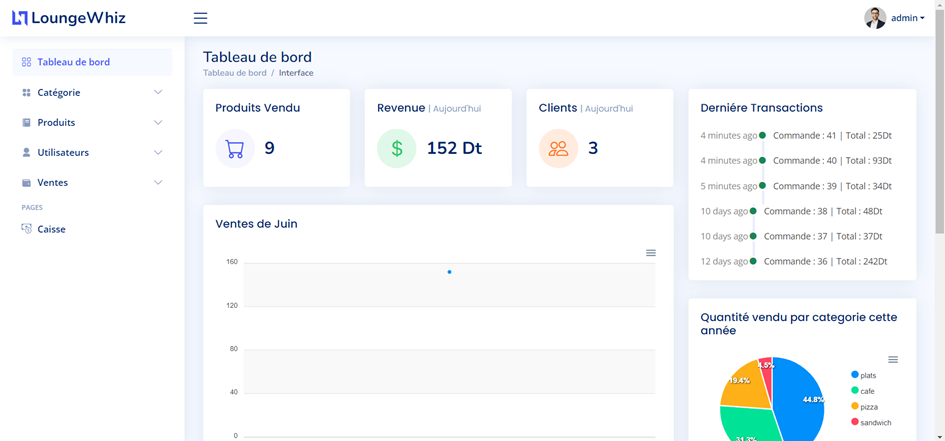 LoungeWhiz
admin
Tableau de bord
Catégorie
Produits
Utilisateurs
Ventes
PAGES
Caisse
Tableau de bord
Tableau de bord / Interface
Produits Vendu
9
Revenue | Aujourd'hui
$ 152 Dt
Clients | Aujourd'hui
3
Derniére Transactions
4 minutes ago Commande : 41 | Total : 25Dt
4 minutes ago Commande : 40 | Total : 93Dt
5 minutes ago Commande : 39 | Total : 34Dt
10 days ago Commande : 38 | Total : 48Dt
10 days ago Commande : 37 | Total : 37Dt
12 days ago Commande : 36 | Total : 242Dt
Ventes de Juin
160
120
80
40
0
Quantité vendu par categorie cette
année
4.5%
19.4%
44.8%
31.3%
plats
cafe
pizza
sandwich